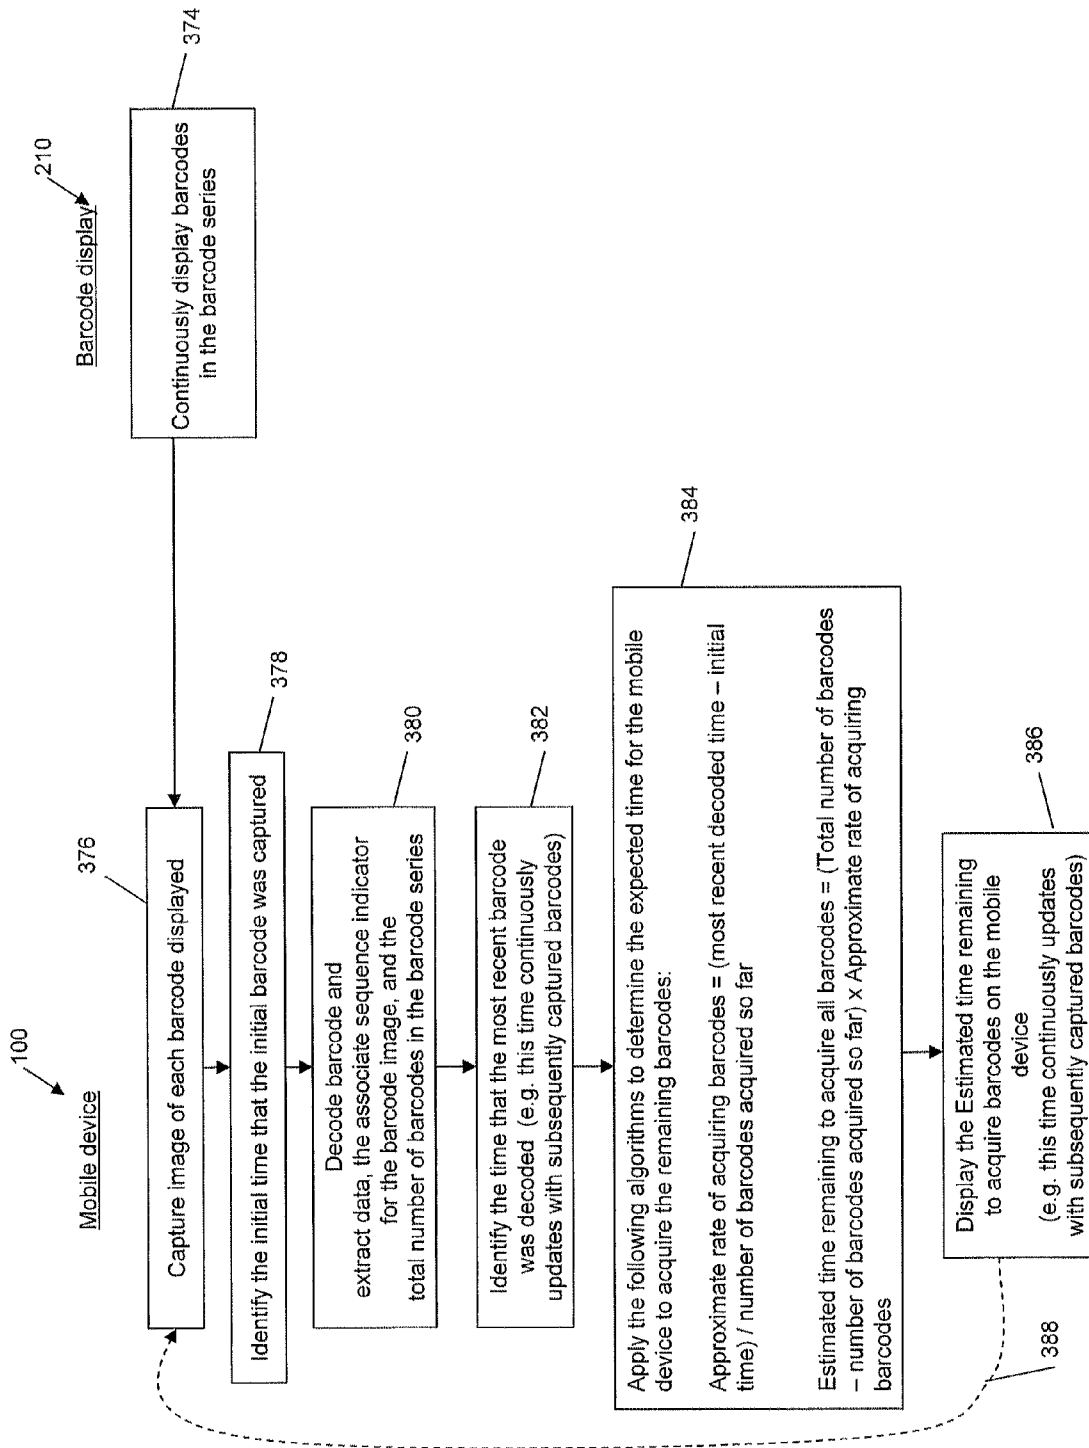 100
Mobile device
210
Barcode display
374
Continuously display barcodes
in the barcode series
376
Capture image of each barcode displayed
378
Identify the initial time that the initial barcode was captured
380
Decode barcode and
extract data, the associate sequence indicator
for the barcode image, and the
total number of barcodes in the barcode series
382
Identify the time that the most recent barcode
was decoded (e.g. this time continuously
updates with subsequently captured barcodes)
384
Apply the following algorithms to determine the expected time for the mobile
device to acquire the remaining barcodes:
Approximate rate of acquiring barcodes = (most recent decoded time – initial
time) / number of barcodes acquired so far
Estimated time remaining to acquire all barcodes = (Total number of barcodes
– number of barcodes acquired so far) x Approximate rate of acquiring
barcodes
386
Display the Estimated time remaining
to acquire barcodes on the mobile
device
(e.g. this time continuously updates
with subsequently captured barcodes)
388